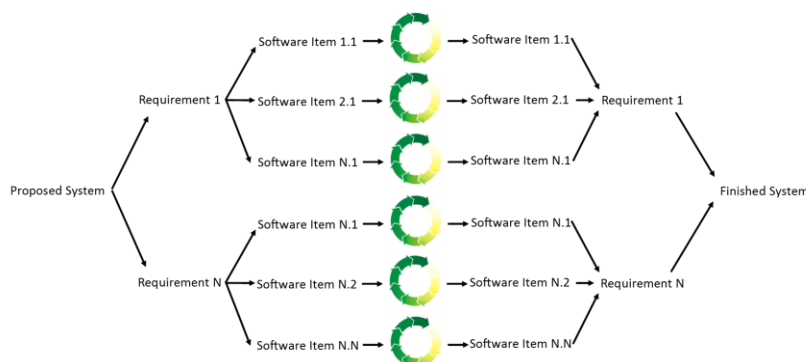 Software Item 1.1
Software Item 1.1
Requirement 1
Software Item 2.1
Software Item 2.1
Requirement 1
Software Item N.1
Software Item N.1
Proposed System
Finished System
Software Item N.1
Software Item N.1
Requirement N
Software Item N.2
Software Item N.2
Requirement N
Software Item N.N
Software Item N.N